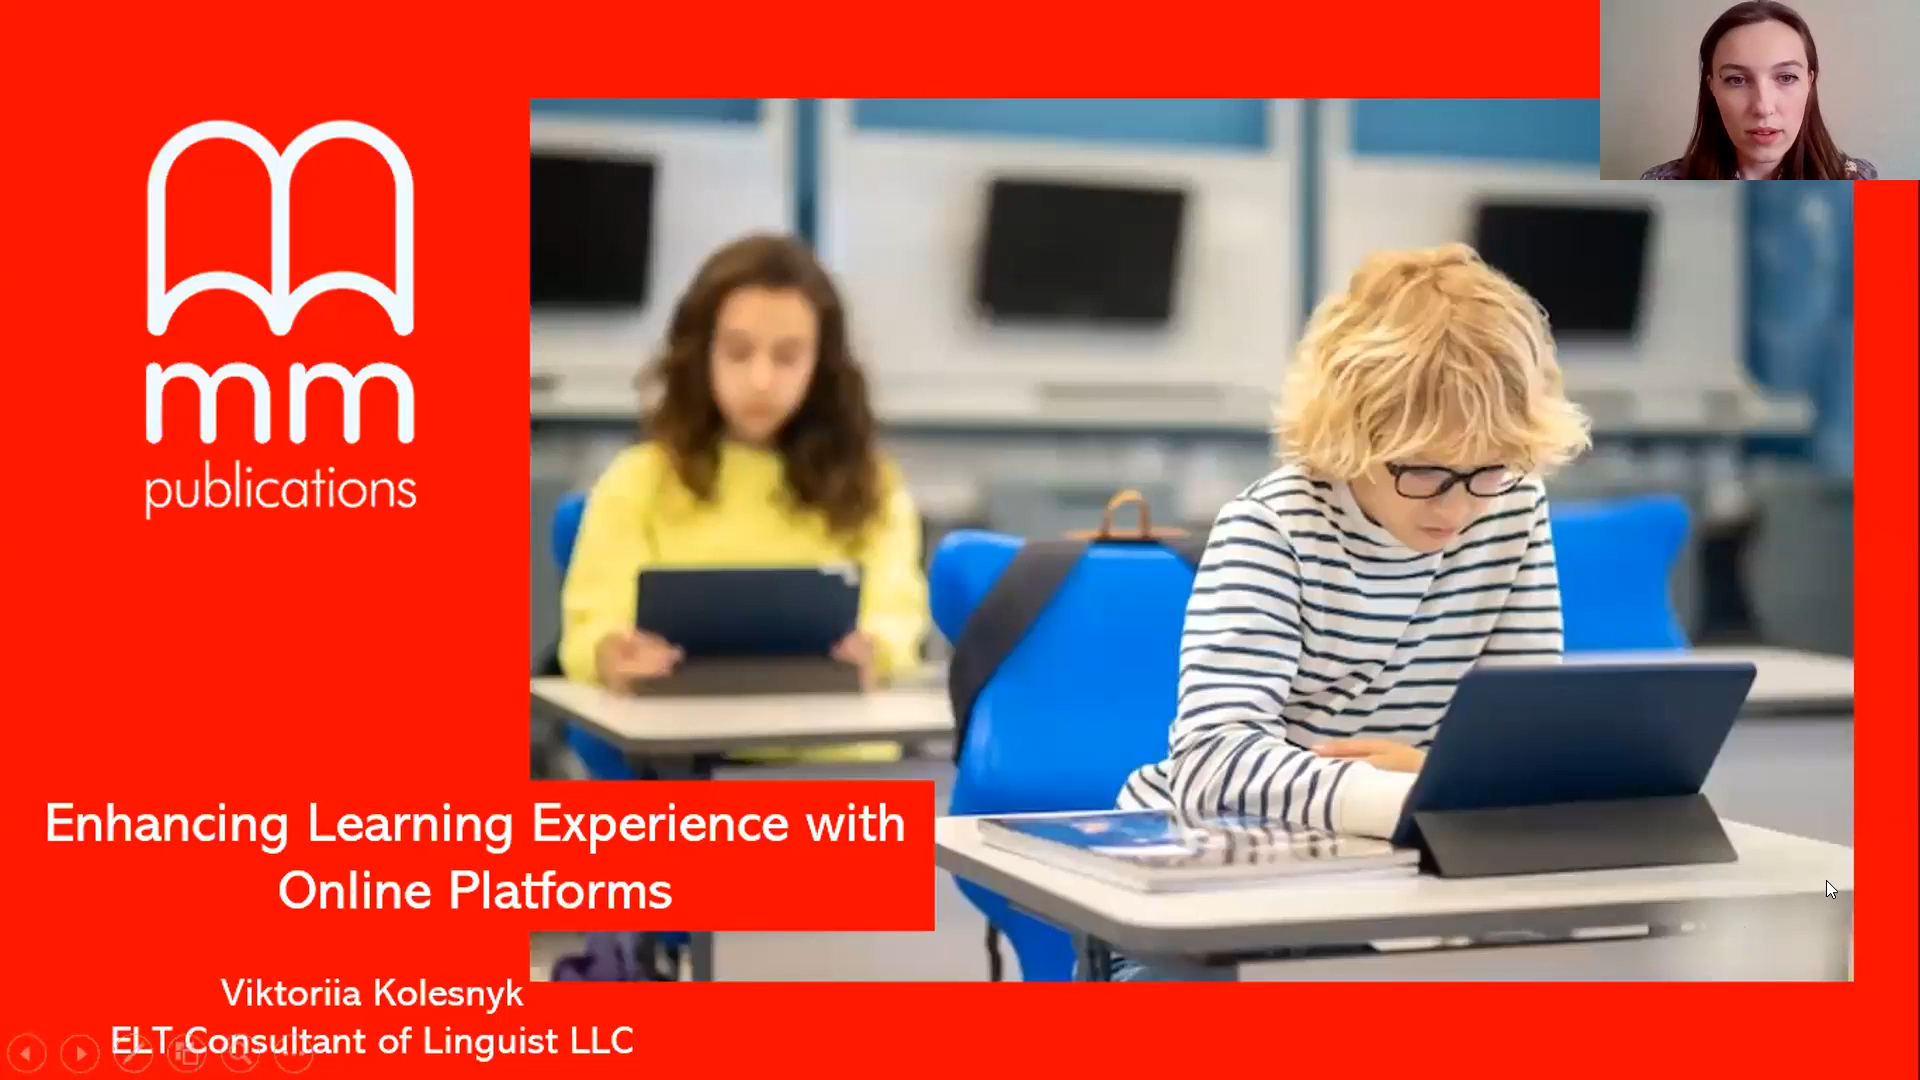 mm
publications
Enhancing Learning Experience with
Online Platforms
Viktoriia Kolesnyk
ELT Consultant of Linguist LLC